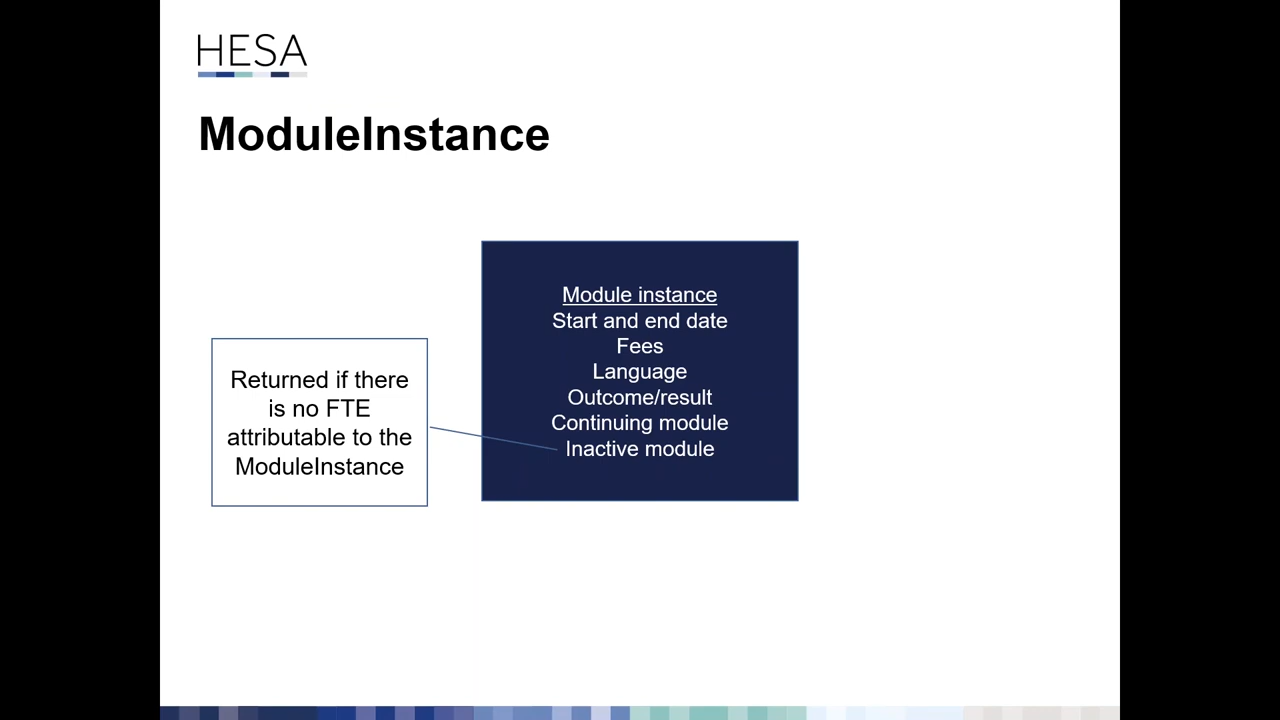 HESA
ModuleInstance
Module instance
Start and end date
Fees
Language
Outcome/result
Continuing module
Inactive module
Returned if there
is no FTE
attributable to the
ModuleInstance